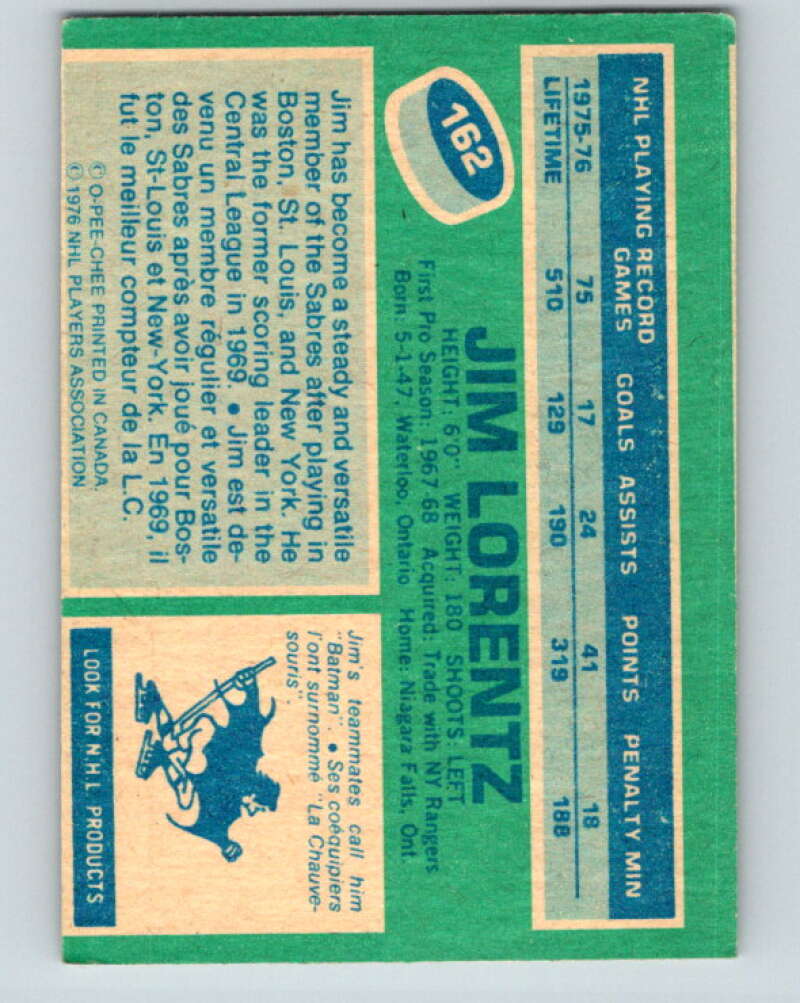 NHL PLAYING RECORD
GAMES GOALS ASSISTS POINTS PENALTY MIN
1975-76 75 17 24 41 18
LIFETIME 510 129 190 319 188
162
JIM LORENTZ
HEIGHT: 6'0" WEIGHT: 180 SHOOTS: LEFT
First Pro Season: 1967-68 Acquired: Trade with NY Rangers
Born: 5-1-47, Waterloo, Ontario Home: Niagara Falls, Ont.
Jim has become a steady and versatile
member of the Sabres after playing in
Boston, St. Louis, and New York. He
was the former scoring leader in the
Central League in 1969. • Jim est de-
venu un membre régulier et versatile
des Sabres après avoir joué pour Bos-
ton, St-Louis et New-York. En 1969, il
fut le meilleur compteur de la L.C.
© O-PEE-CHEE PRINTED IN CANADA.
© 1976 NHL PLAYERS ASSOCIATION
Jim's teammates call him
"Batman". • Ses coéquipiers
l'ont surnommé "La Chauve-
souris".
LOOK FOR N.H.L PRODUCTS